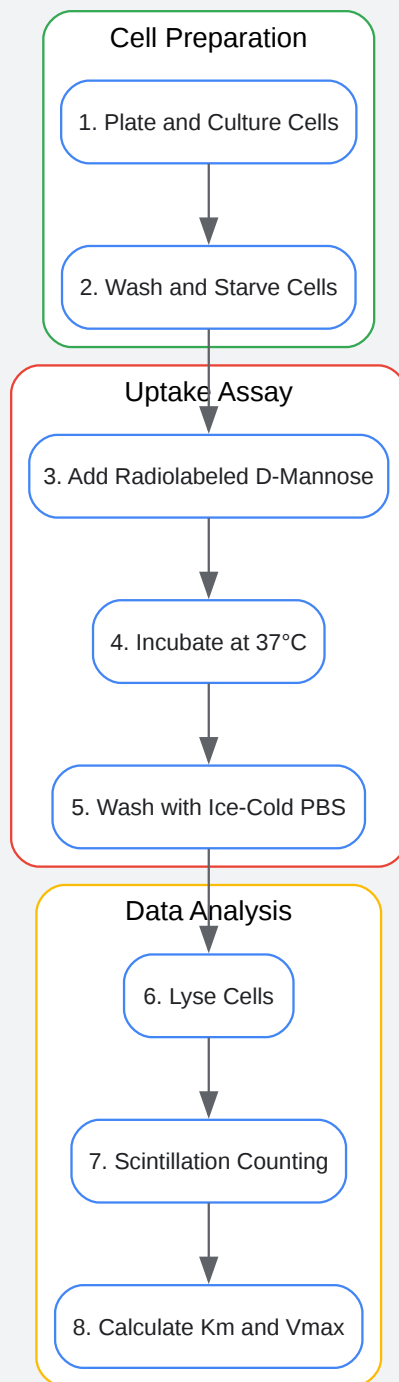 Cell Preparation
1. Plate and Culture Cells
2. Wash and Starve Cells
Uptake Assay
3. Add Radiolabeled D-Mannose
4. Incubate at 37°C
5. Wash with Ice-Cold PBS
Data Analysis
6. Lyse Cells
7. Scintillation Counting
8. Calculate Km and Vmax